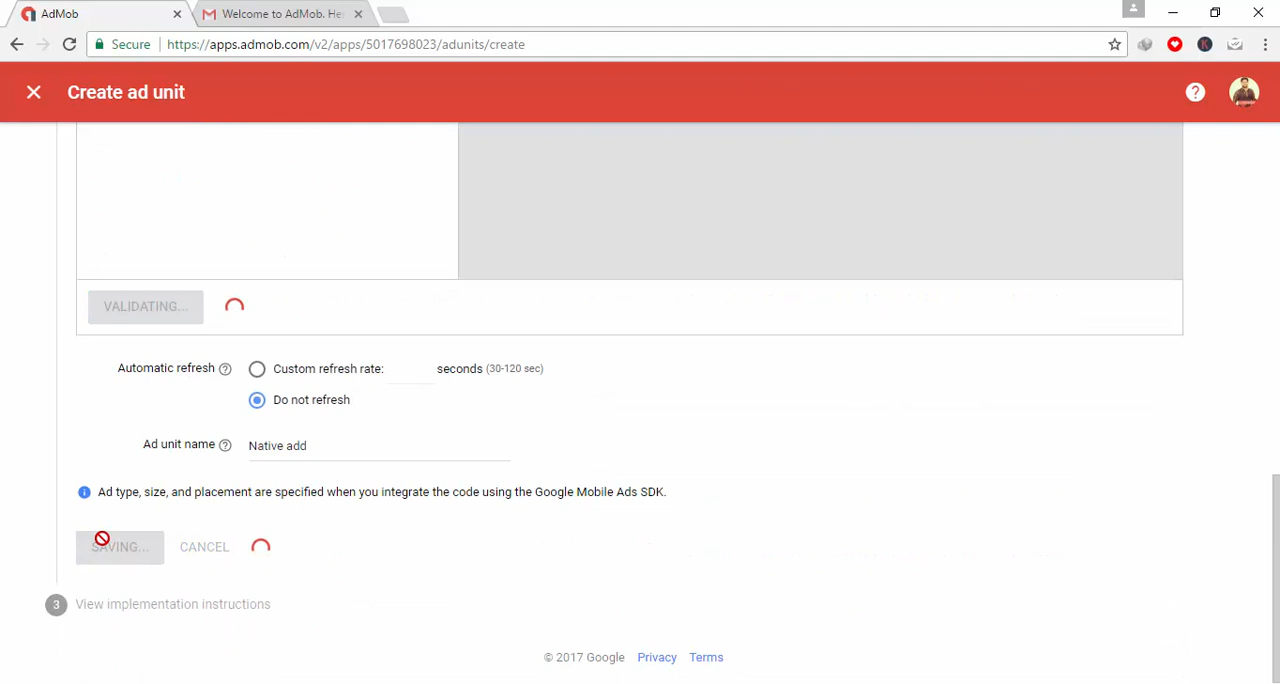 AdMob
Welcome to AdMob. He
Secure
https://apps.admob.com/v2/apps/5017698023/adunits/create
Create ad unit
VALIDATING...
Automatic refresh
Custom refresh rate:
seconds (30-120 sec)
Do not refresh
Ad unit name
Native add
Ad type, size, and placement are specified when you integrate the code using the Google Mobile Ads SDK.
SAVING...
CANCEL
3 View implementation instructions
© 2017 Google Privacy Terms